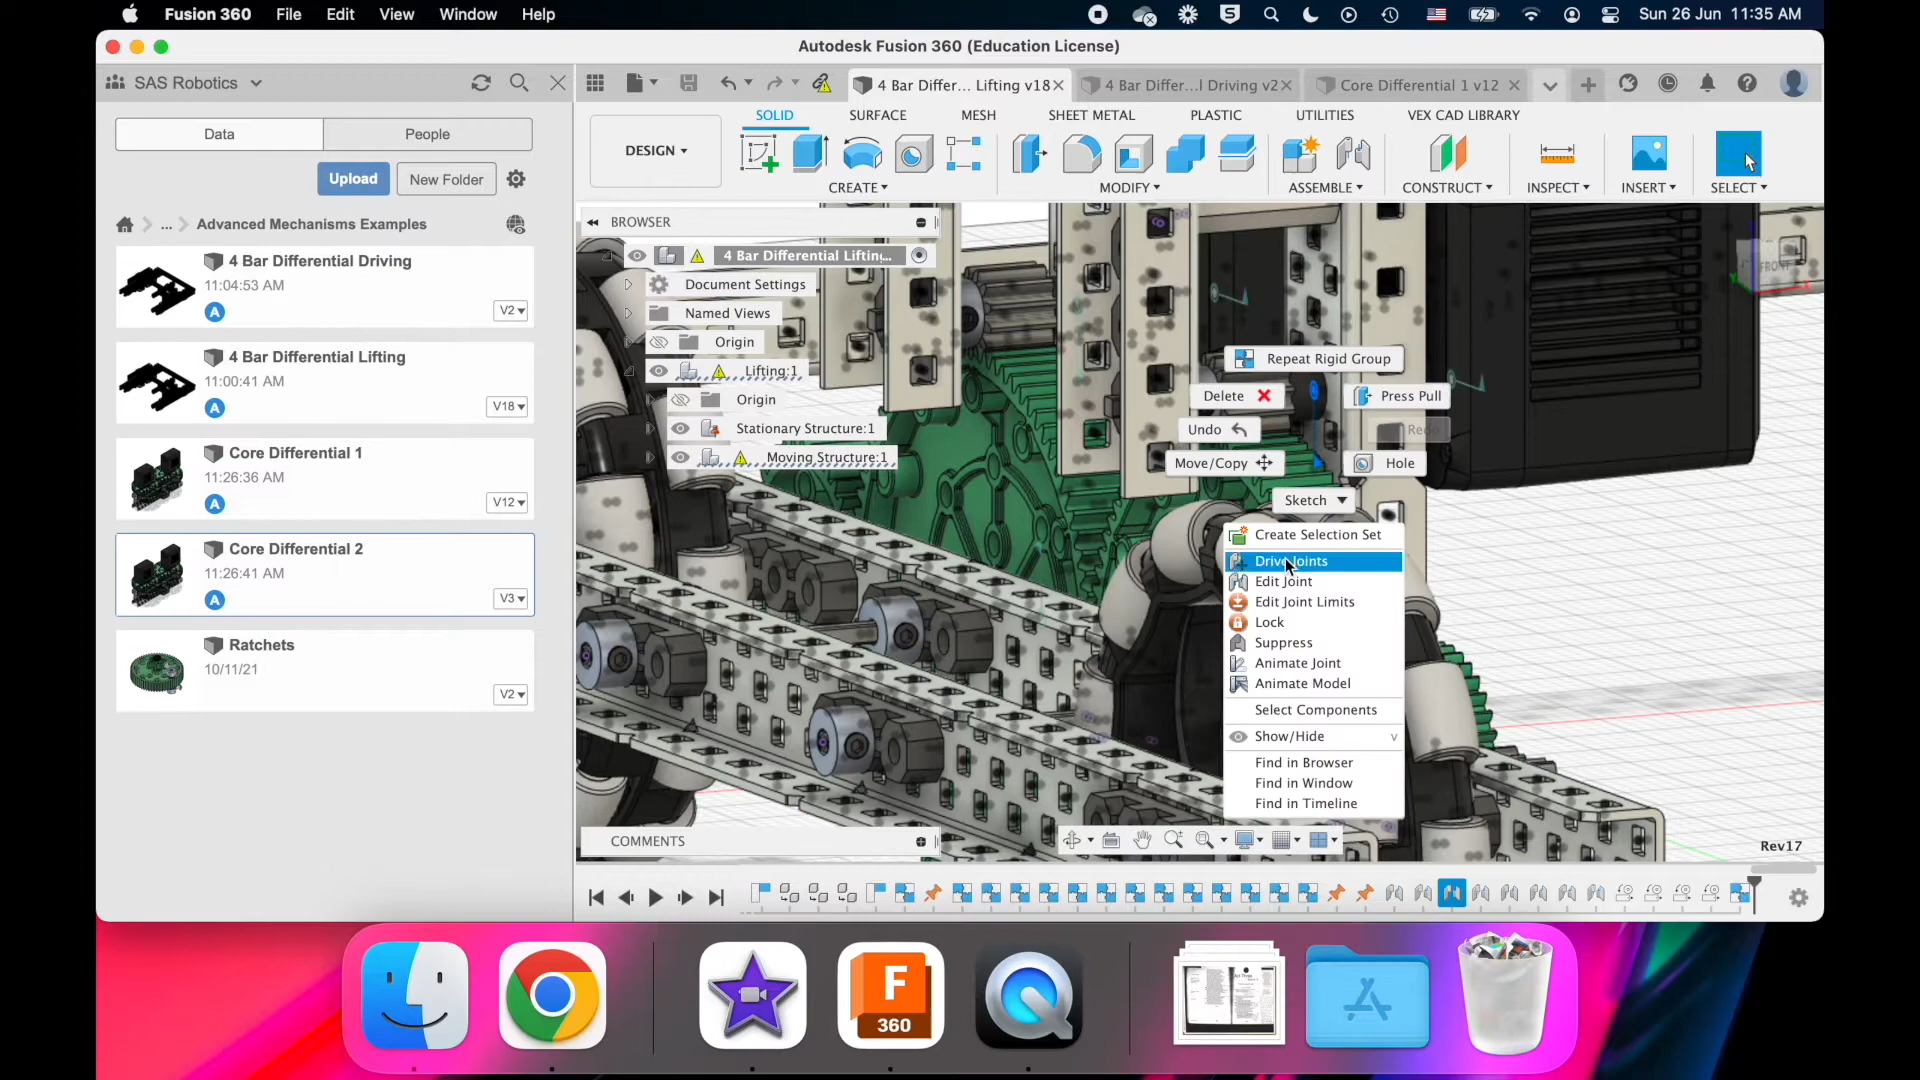 Fusion 360 File Edit View Window Help
Sun 26 Jun 11:35 AM
Autodesk Fusion 360 (Education License)
SAS Robotics
4 Bar Differ... Lifting v18
4 Bar Differ...l Driving v2
Core Differential 1 v12
Data
People
Upload
New Folder
... Advanced Mechanisms Examples
4 Bar Differential Driving
11:04:53 AM
A
V2
4 Bar Differential Lifting
11:00:41 AM
A
V18
Core Differential 1
11:26:36 AM
A
V12
Core Differential 2
11:26:41 AM
A
V3
Ratchets
10/11/21
V2
SOLID SURFACE MESH SHEET METAL PLASTIC UTILITIES VEX CAD LIBRARY
DESIGN
CREATE MODIFY ASSEMBLE CONSTRUCT INSPECT INSERT SELECT
BROWSER
4 Bar Differential Liftin...
Document Settings
Named Views
Origin
Lifting:1
Origin
Stationary Structure:1
Moving Structure:1
FRONT
Repeat Rigid Group
Delete
Press Pull
Undo
Redo
Move/Copy
Hole
Sketch
Create Selection Set
Drive Joints
Edit Joint
Edit Joint Limits
Lock
Suppress
Animate Joint
Animate Model
Select Components
Show/Hide v
Find in Browser
Find in Window
Find in Timeline
COMMENTS
Rev17
F
360